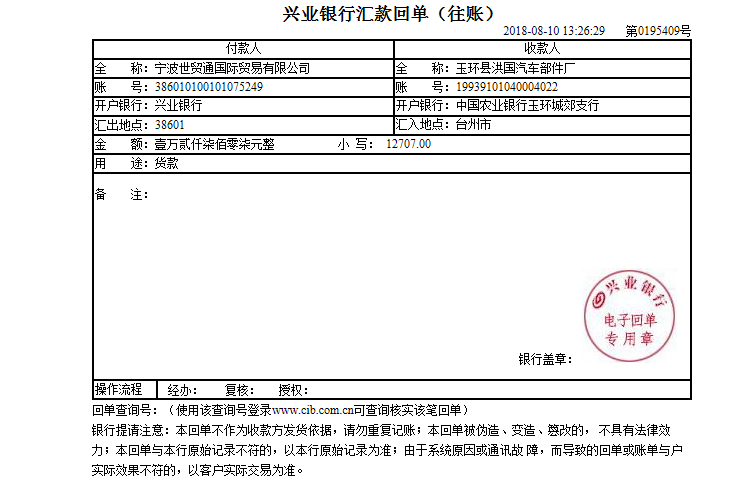 兴业银行汇款回单（往账）
2018-08-10 13:26:29 第0195409号
付款人 收款人
全 称：宁波世贸通国际贸易有限公司 全 称：玉环县洪国汽车部件厂
账 号：386010100101075249 账 号：19939101040004022
开户银行：兴业银行 开户银行：中国农业银行玉环城郊支行
汇出地点：38601 汇入地点：台州市
金 额：壹万贰仟柒佰零柒元整 小 写： 12707.00
用 途：货款
备 注：
兴业银行
电子回单
专用章
银行盖章：
操作流程 经办： 复核： 授权：
回单查询号：（使用该查询号登录www.cib.com.cn可查询核实该笔回单）
银行提请注意：本回单不作为收款方发货依据，请勿重复记账；本回单被伪造、变造、篡改的， 不具有法律效
力；本回单与本行原始记录不符的，以本行原始记录为准；由于系统原因或通讯故 障，而导致的回单或账单与户
实际效果不符的，以客户实际交易为准。